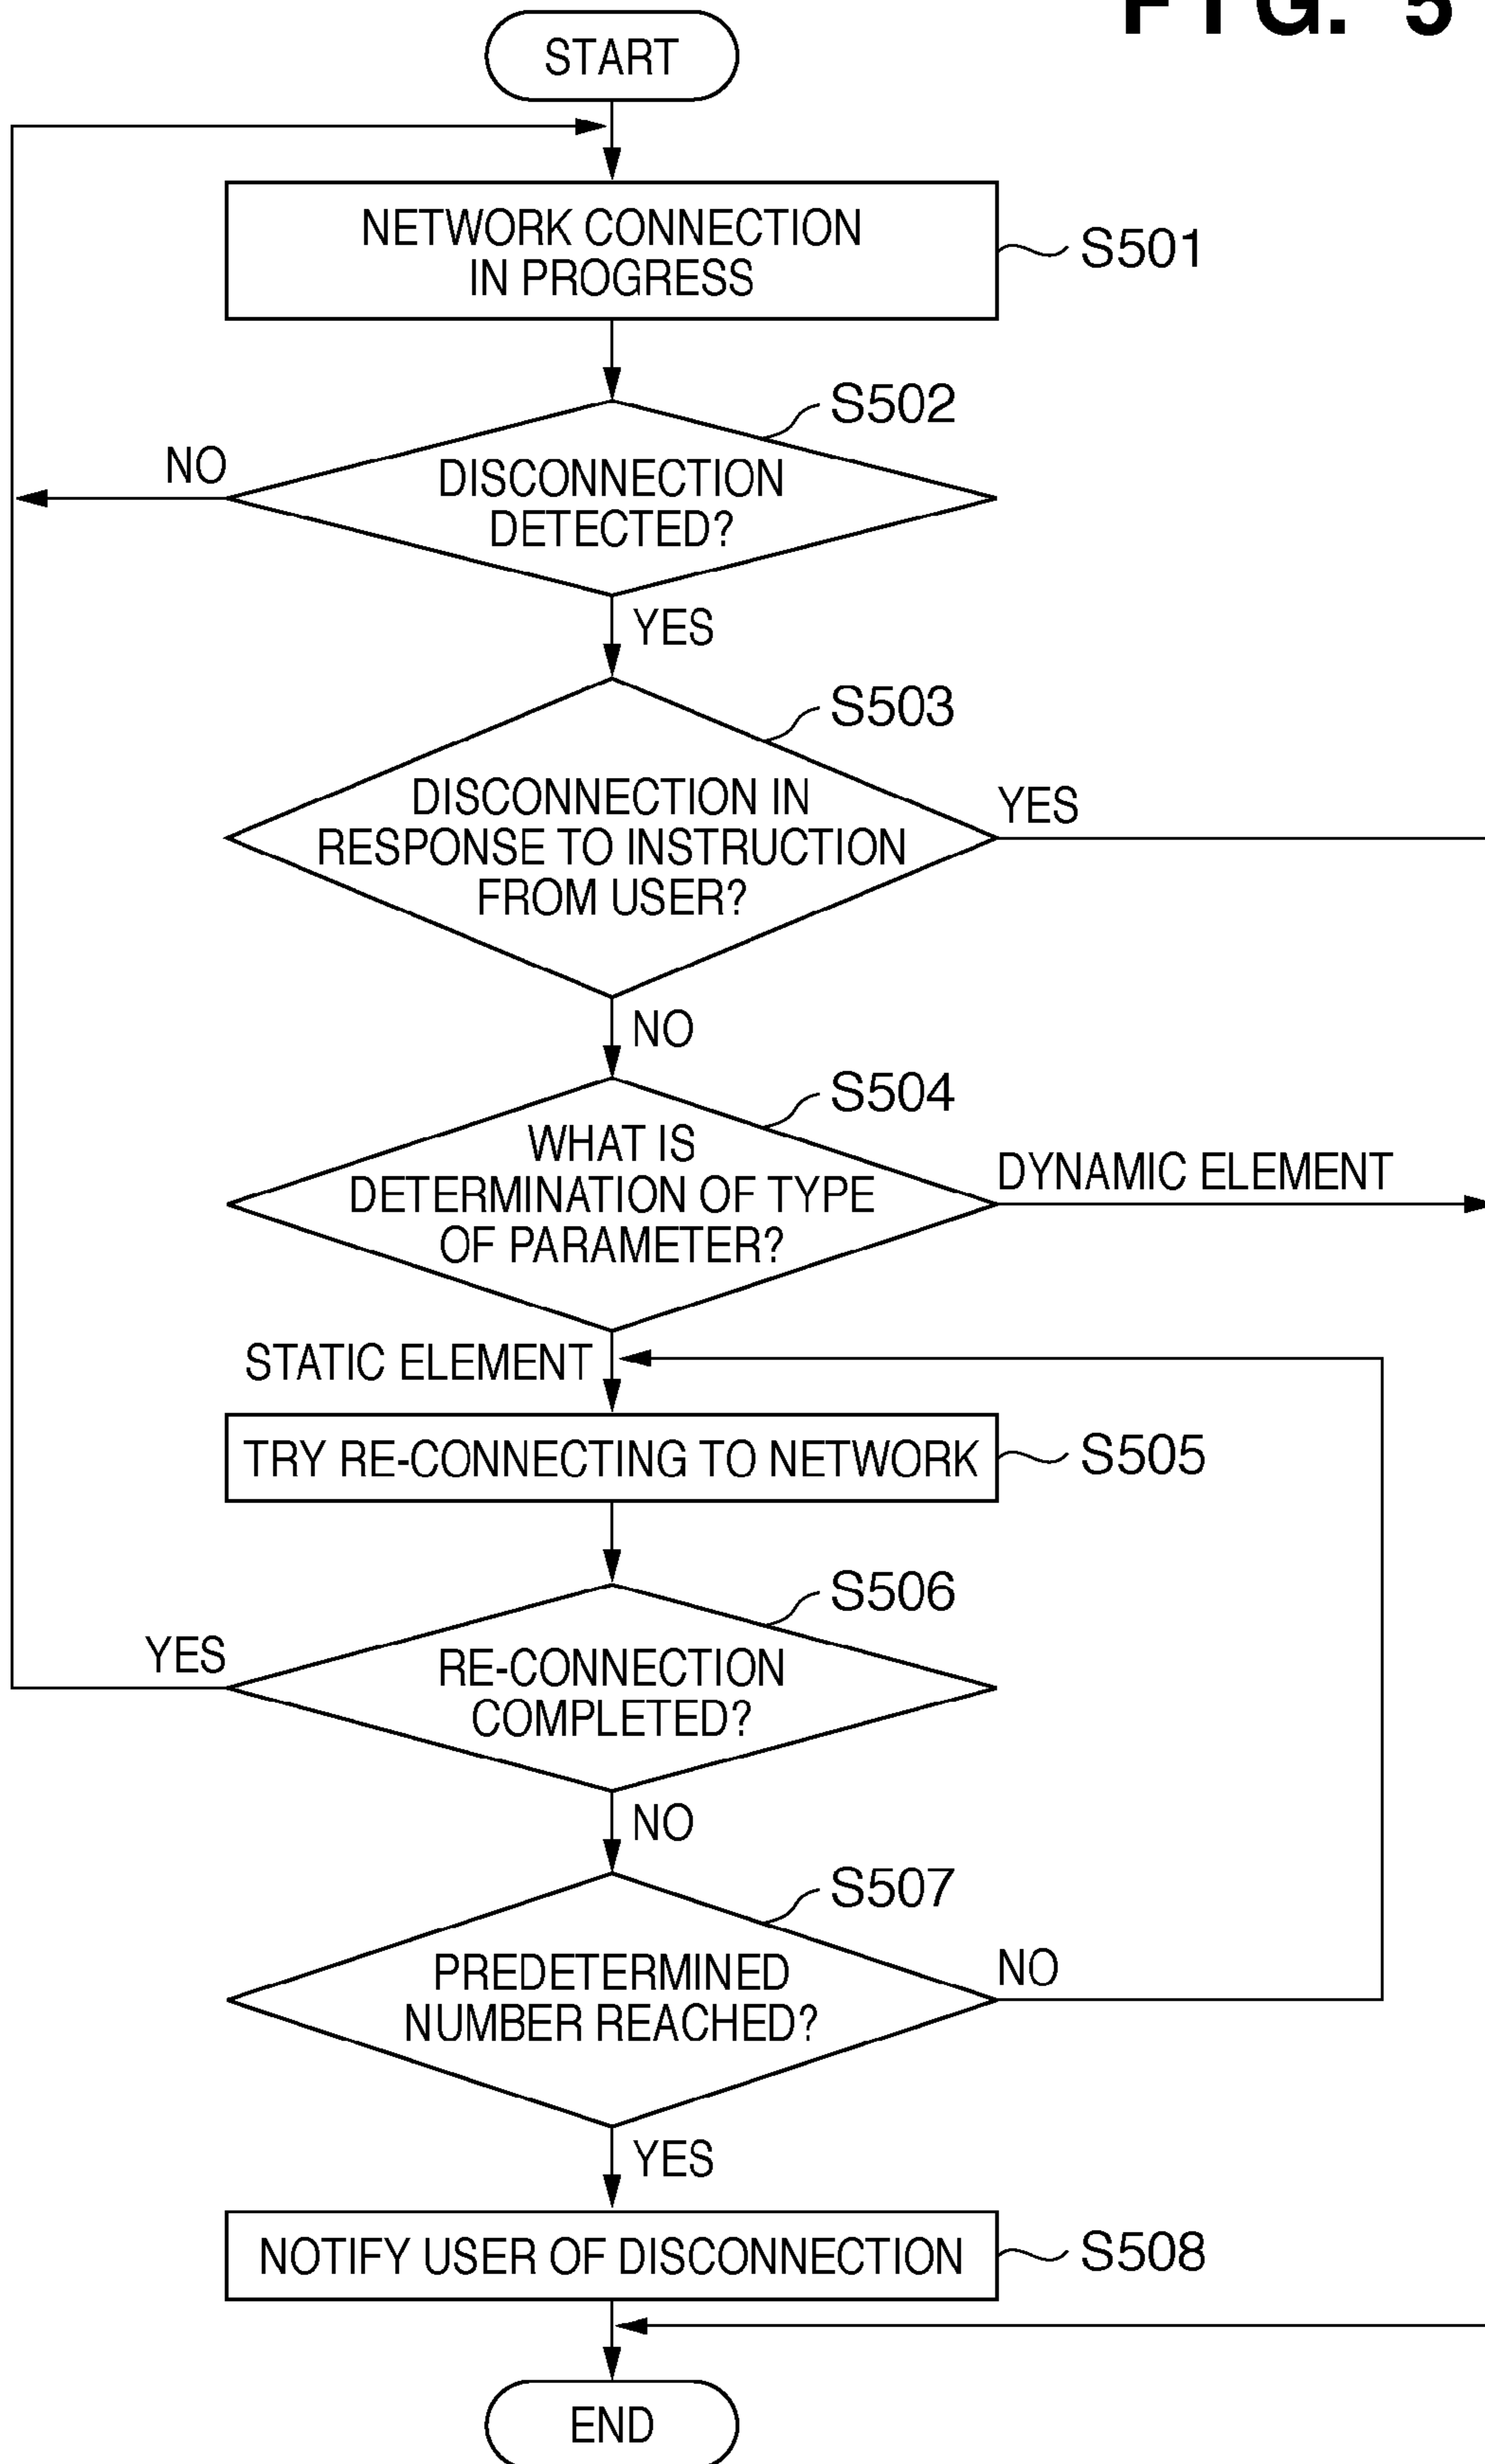 FIG. 5
START
NETWORK CONNECTION
IN PROGRESS
S501
S502
NO
DISCONNECTION
DETECTED?
YES
S503
DISCONNECTION IN
RESPONSE TO INSTRUCTION
FROM USER?
YES
NO
S504
WHAT IS
DETERMINATION OF TYPE
OF PARAMETER?
DYNAMIC ELEMENT
STATIC ELEMENT
TRY RE-CONNECTING TO NETWORK
S505
S506
YES
RE-CONNECTION
COMPLETED?
NO
S507
PREDETERMINED
NUMBER REACHED?
NO
YES
NOTIFY USER OF DISCONNECTION
S508
END